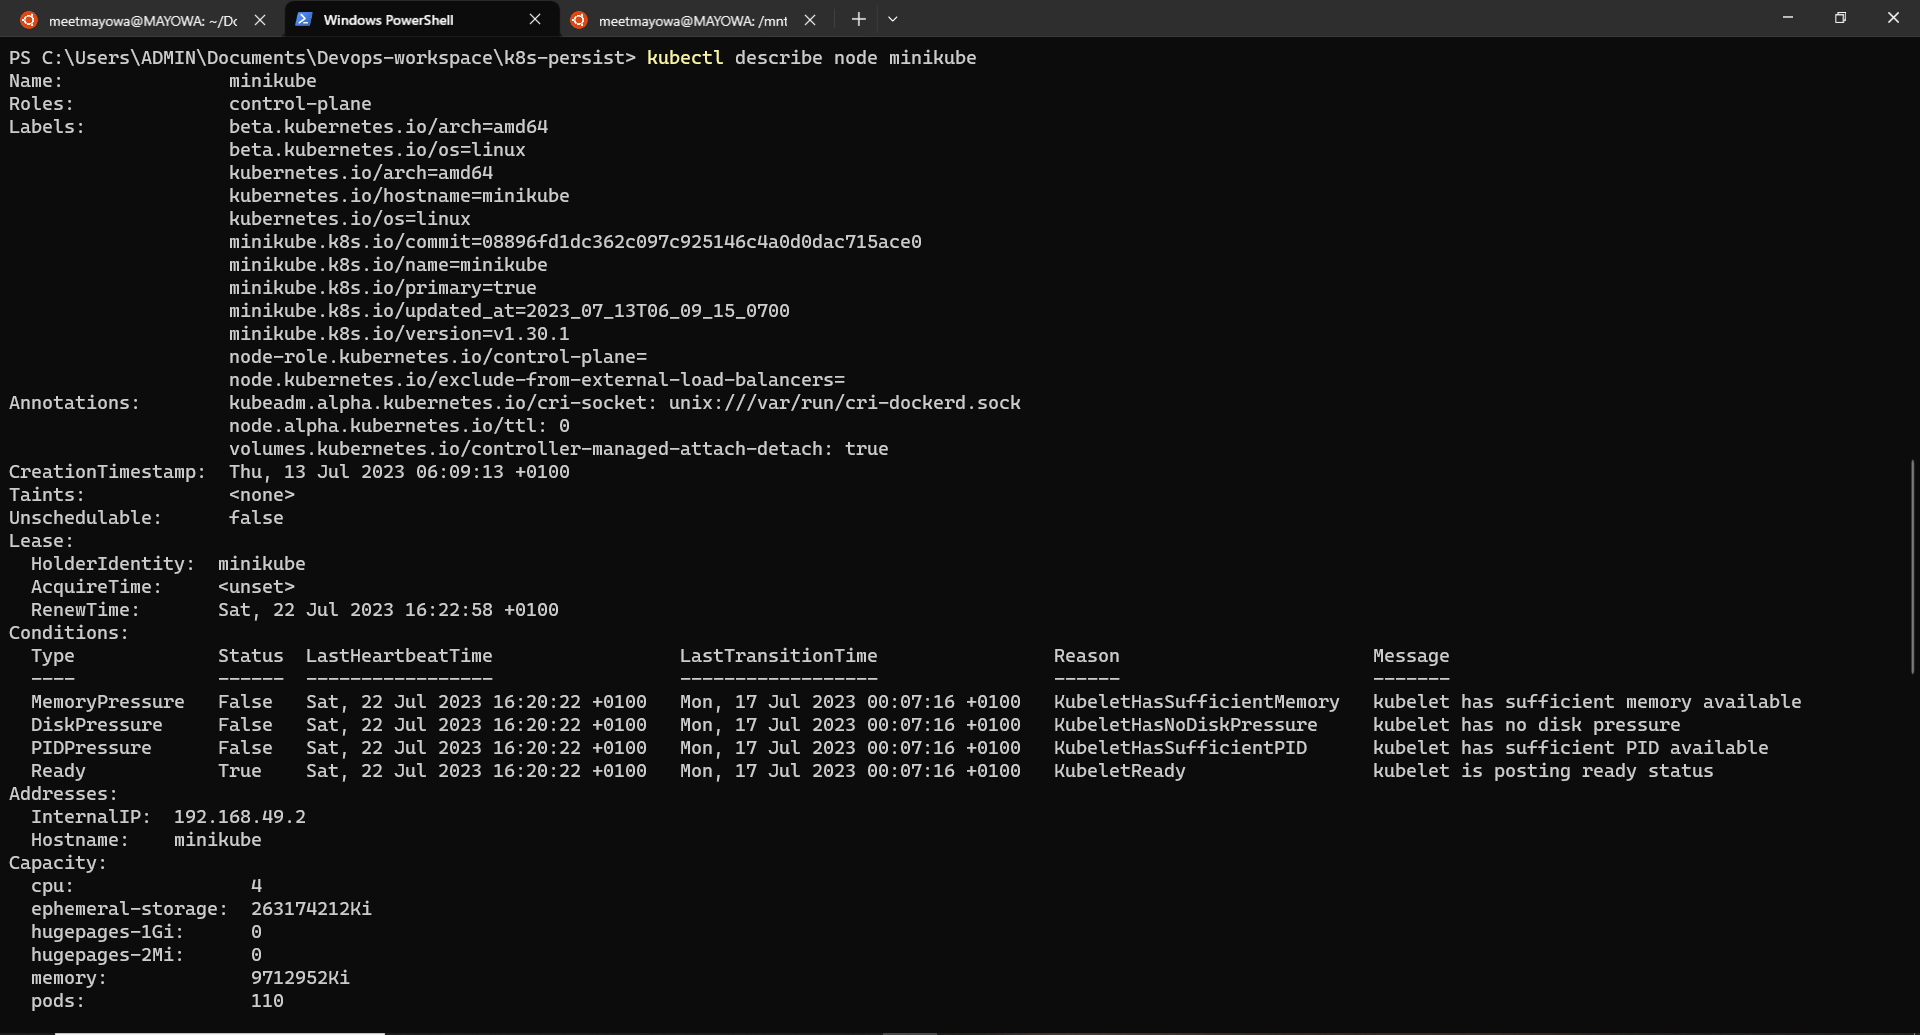 meetmayowa@MAYOWA: ~/Dc
Windows PowerShell
meetmayowa@MAYOWA: /mnt
PS C:\Users\ADMIN\Documents\Devops-workspace\k8s-persist> kubectl describe node minikube
Name:               minikube
Roles:              control-plane
Labels:             beta.kubernetes.io/arch=amd64
                    beta.kubernetes.io/os=linux
                    kubernetes.io/arch=amd64
                    kubernetes.io/hostname=minikube
                    kubernetes.io/os=linux
                    minikube.k8s.io/commit=08896fd1dc362c097c925146c4a0d0dac715ace0
                    minikube.k8s.io/name=minikube
                    minikube.k8s.io/primary=true
                    minikube.k8s.io/updated_at=2023_07_13T06_09_15_0700
                    minikube.k8s.io/version=v1.30.1
                    node-role.kubernetes.io/control-plane=
                    node.kubernetes.io/exclude-from-external-load-balancers=
Annotations:        kubeadm.alpha.kubernetes.io/cri-socket: unix:///var/run/cri-dockerd.sock
                    node.alpha.kubernetes.io/ttl: 0
                    volumes.kubernetes.io/controller-managed-attach-detach: true
CreationTimestamp:  Thu, 13 Jul 2023 06:09:13 +0100
Taints:             <none>
Unschedulable:      false
Lease:
  HolderIdentity:  minikube
  AcquireTime:     <unset>
  RenewTime:       Sat, 22 Jul 2023 16:22:58 +0100
Conditions:
  Type             Status  LastHeartbeatTime                 LastTransitionTime                Reason                       Message
  ----             ------  -----------------                 ------------------                ------                       -------
  MemoryPressure   False   Sat, 22 Jul 2023 16:20:22 +0100   Mon, 17 Jul 2023 00:07:16 +0100   KubeletHasSufficientMemory   kubelet has sufficient memory available
  DiskPressure     False   Sat, 22 Jul 2023 16:20:22 +0100   Mon, 17 Jul 2023 00:07:16 +0100   KubeletHasNoDiskPressure     kubelet has no disk pressure
  PIDPressure      False   Sat, 22 Jul 2023 16:20:22 +0100   Mon, 17 Jul 2023 00:07:16 +0100   KubeletHasSufficientPID      kubelet has sufficient PID available
  Ready            True    Sat, 22 Jul 2023 16:20:22 +0100   Mon, 17 Jul 2023 00:07:16 +0100   KubeletReady                 kubelet is posting ready status
Addresses:
  InternalIP:  192.168.49.2
  Hostname:    minikube
Capacity:
  cpu:                4
  ephemeral-storage:  263174212Ki
  hugepages-1Gi:      0
  hugepages-2Mi:      0
  memory:             9712952Ki
  pods:               110